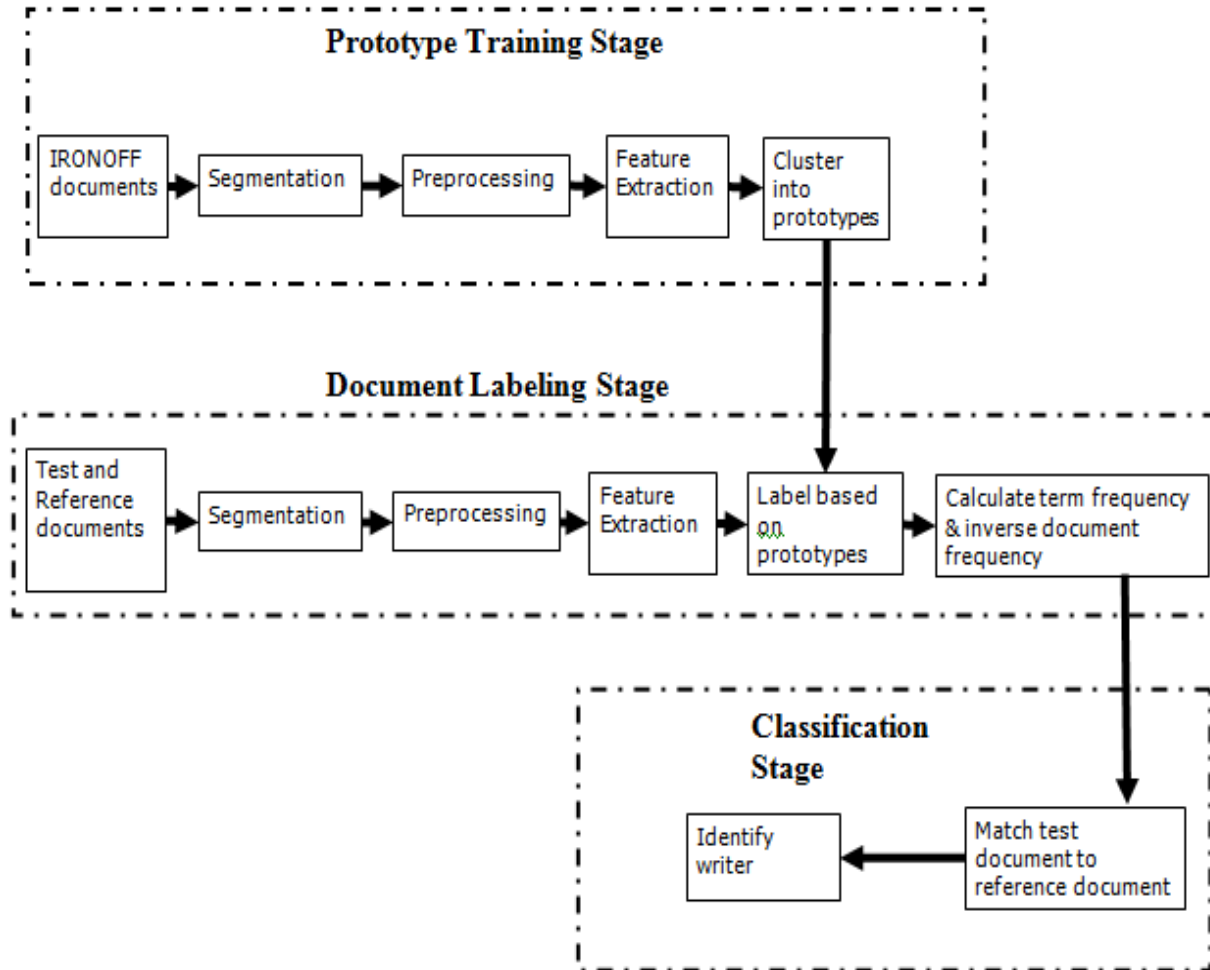 Prototype Training Stage
IRONOFF
documents
Segmentation
Preprocessing
Feature
Extraction
Cluster
into
prototypes
Document Labeling Stage
Test and
Reference
documents
Segmentation
Preprocessing
Feature
Extraction
Label based
on
prototypes
Calculate term frequency
& inverse document
frequency
Classification
Stage
Identify
writer
Match test
document to
reference document